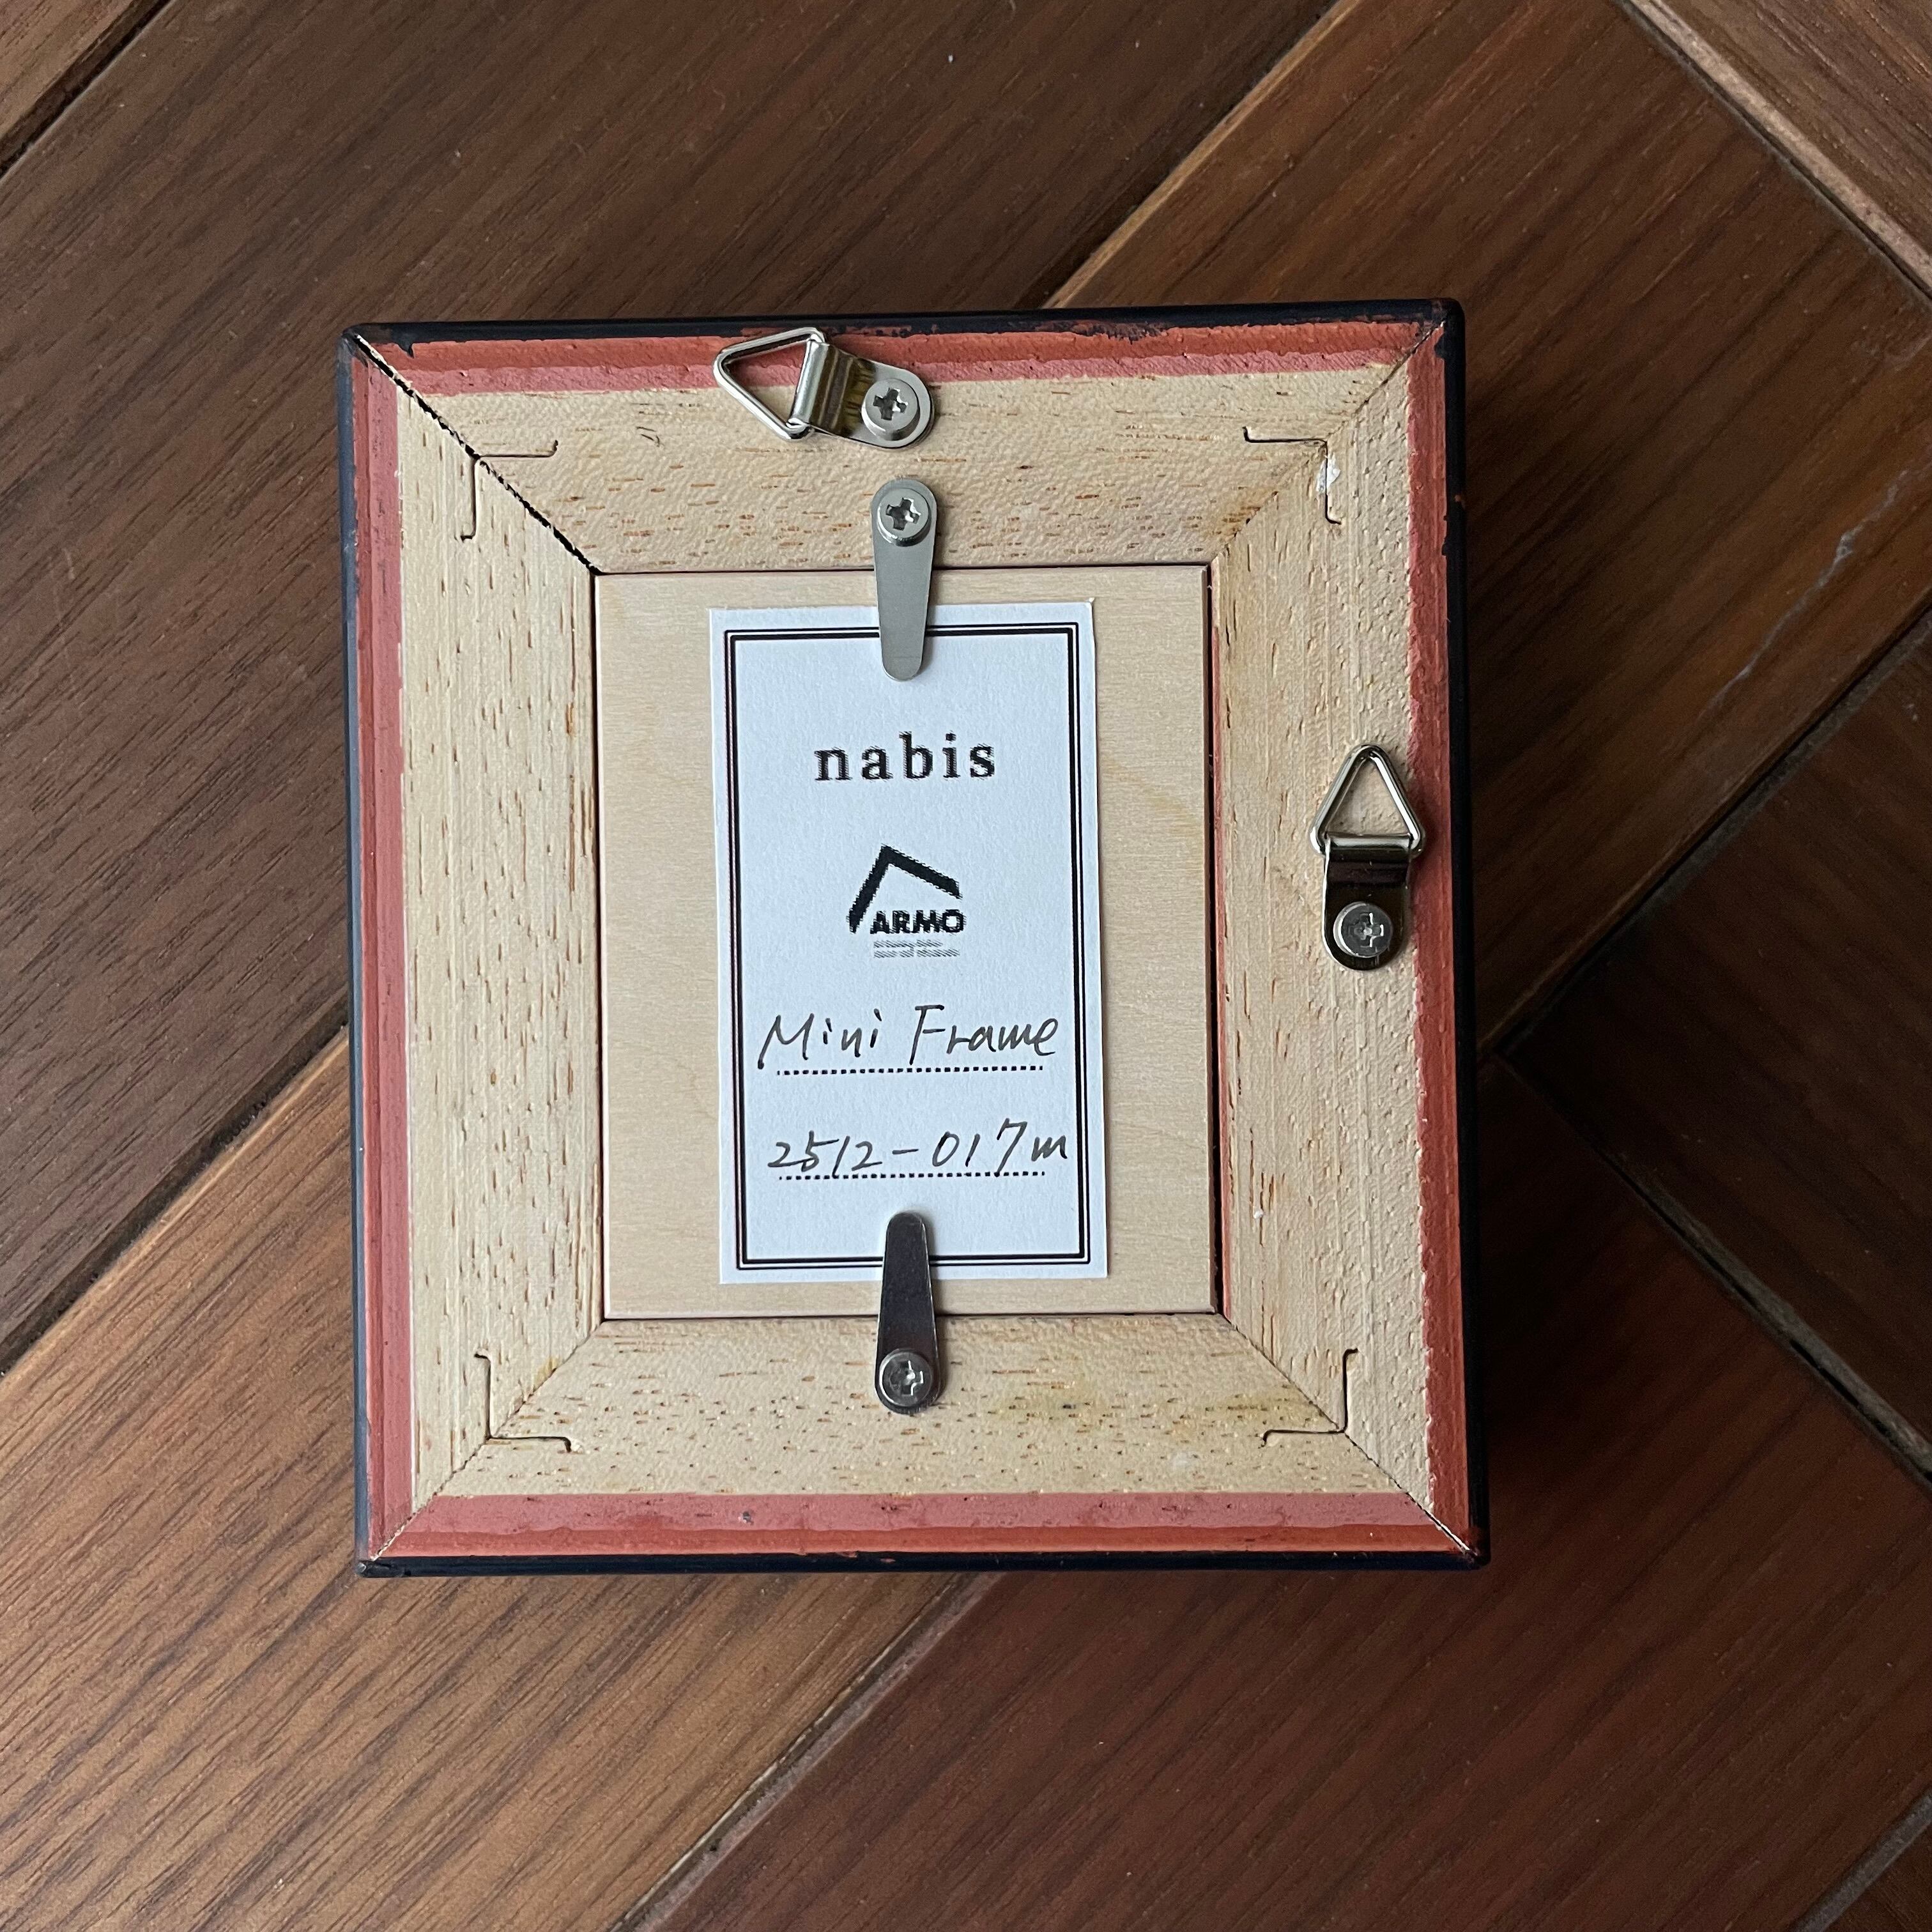 nabis
ARMO
Mini Frame
2512-017m